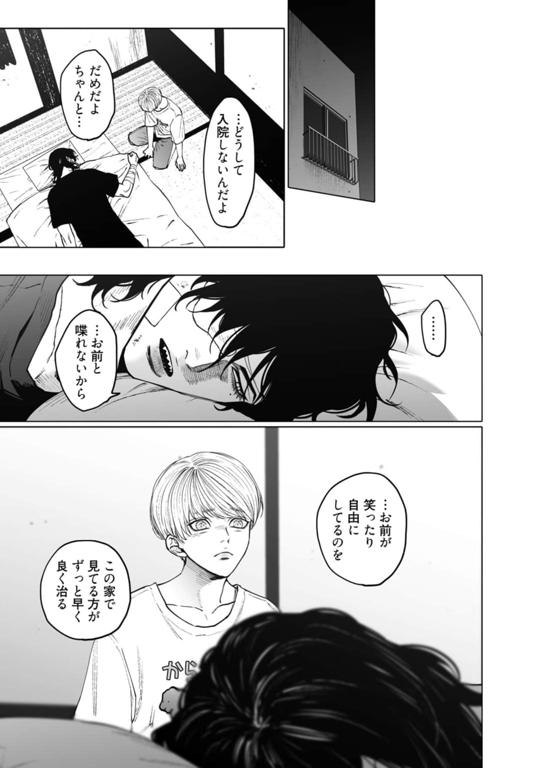 …どうして
入院しないんだよ
だめだよ
ちゃんと…
……
…お前と
喋れないから
…お前が
笑ったり
自由に
してるのを
この家で
見てる方が
ずっと早く
良く治る
から